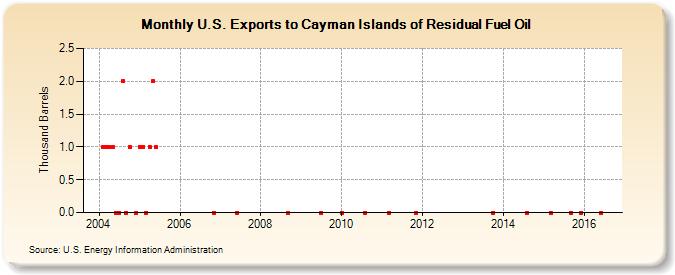 Monthly U.S. Exports to Cayman Islands of Residual Fuel Oil
Thousand Barrels
2.5
2.0
1.5
1.0
0.5
0.0
2004 2006 2008 2010 2012 2014 2016
Source: U.S. Energy Information Administration